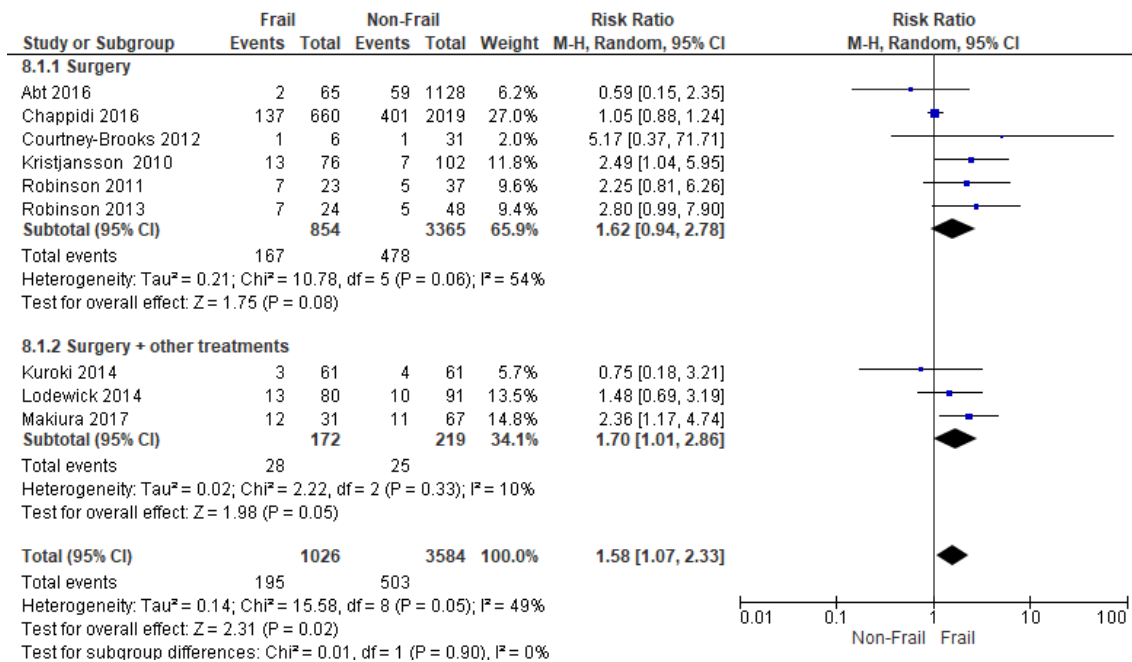 Frail Non-Frail Risk Ratio Risk Ratio
Study or Subgroup Events Total Events Total Weight M-H, Random, 95% CI M-H, Random, 95% CI
8.1.1 Surgery
Abt 2016 2 65 59 1128 6.2% 0.59 [0.15, 2.35]
Chappidi 2016 137 660 401 2019 27.0% 1.05 [0.88, 1.24]
Courtney-Brooks 2012 1 6 1 31 2.0% 5.17 [0.37, 71.71]
Kristjansson 2010 13 76 7 102 11.8% 2.49 [1.04, 5.95]
Robinson 2011 7 23 5 37 9.6% 2.25 [0.81, 6.26]
Robinson 2013 7 24 5 48 9.4% 2.80 [0.99, 7.90]
Subtotal (95% CI) 854 3365 65.9% 1.62 [0.94, 2.78]
Total events 167 478
Heterogeneity: Tau² = 0.21; Chi² = 10.78, df = 5 (P = 0.06); I² = 54%
Test for overall effect: Z = 1.75 (P = 0.08)
8.1.2 Surgery + other treatments
Kuroki 2014 3 61 4 61 5.7% 0.75 [0.18, 3.21]
Lodewick 2014 13 80 10 91 13.5% 1.48 [0.69, 3.19]
Makiura 2017 12 31 11 67 14.8% 2.36 [1.17, 4.74]
Subtotal (95% CI) 172 219 34.1% 1.70 [1.01, 2.86]
Total events 28 25
Heterogeneity: Tau² = 0.02; Chi² = 2.22, df = 2 (P = 0.33); I² = 10%
Test for overall effect: Z = 1.98 (P = 0.05)
Total (95% CI) 1026 3584 100.0% 1.58 [1.07, 2.33]
Total events 195 503
Heterogeneity: Tau² = 0.14; Chi² = 15.58, df = 8 (P = 0.05); I² = 49%
Test for overall effect: Z = 2.31 (P = 0.02)
Test for subgroup differences: Chi² = 0.01, df = 1 (P = 0.90), I² = 0%
0.01 0.1 1 10 100
Non-Frail Frail